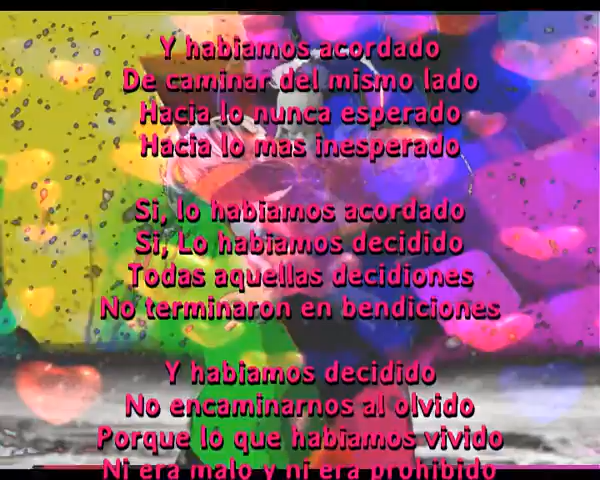 Y habiamos acordado
De caminar del mismo lado
Hacia lo nunca esperado
Hacia lo mas inesperado
Si, lo habiamos acordado
Si, Lo habiamos decidido
Todas aquellas decidiones
No terminaron en bendiciones
Y habiamos decidido
No encaminarnos al olvido
Porque lo que habiamos vivido
Ni era malo y ni era prohibido